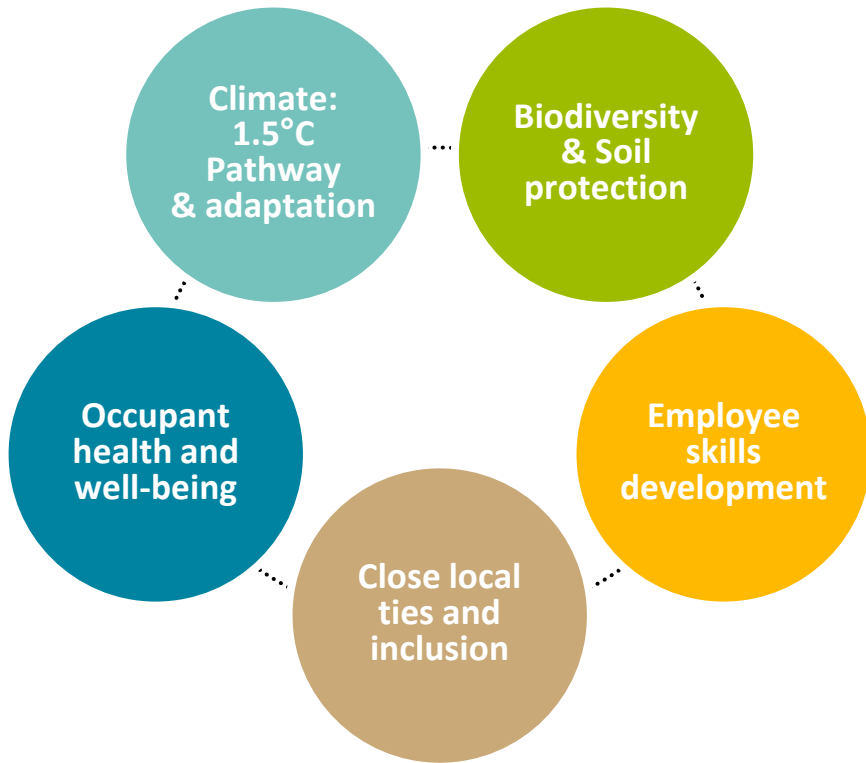 Climate:
1.5°C
Pathway
& adaptation
Biodiversity
& Soil
protection
Employee
skills
development
Close local
ties and
inclusion
Occupant
health and
well-being